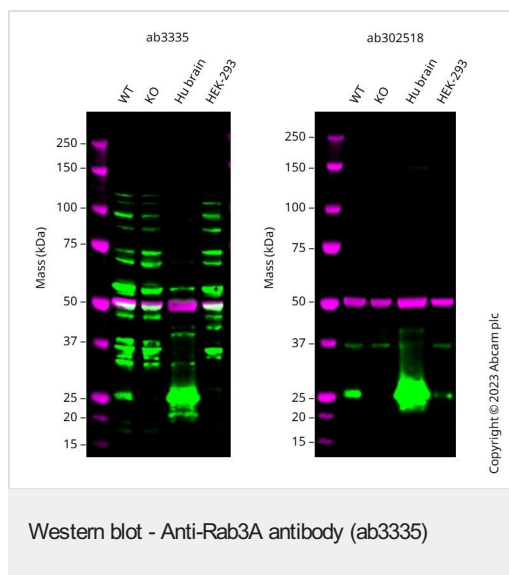 ab3335
ab302518
WT
KO
Hu brain
HEK-293
WT
KO
Hu brain
HEK-293
Mass (kDa)
250
150
100
75
50
37
25
20
15
Mass (kDa)
250
150
100
75
50
37
25
20
15
Copyright © 2023 Abcam plc
Western blot - Anti-Rab3A antibody (ab3335)